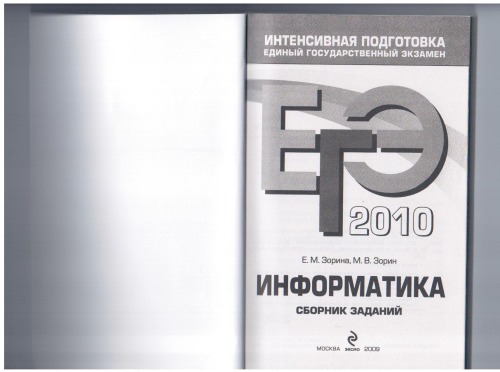 ИНТЕНСИВНАЯ ПОДГОТОВКА
ЕДИНЫЙ ГОСУДАРСТВЕННЫЙ ЭКЗАМЕН
ЕГЭ
2010
Е. М. Зорина, М. В. Зорин
ИНФОРМАТИКА
СБОРНИК ЗАДАНИЙ
МОСКВА ЭКСМО 2009